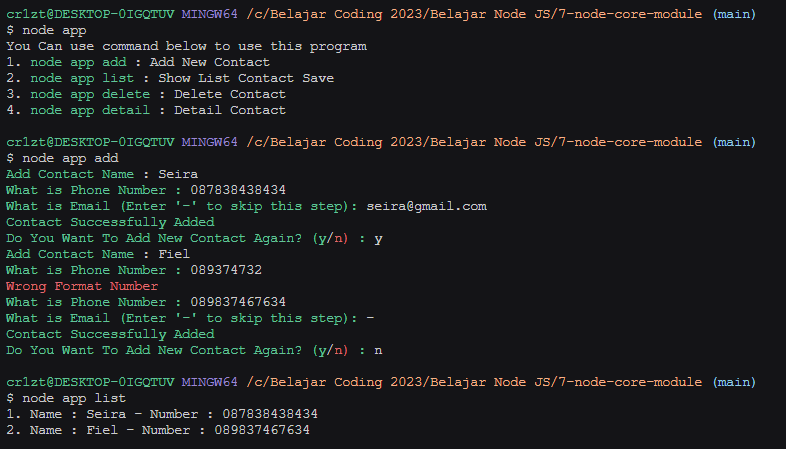 cr1zt@DESKTOP-0IGQTUV MINGW64 /c/Belajar Coding 2023/Belajar Node JS/7-node-core-module (main)
$ node app
You Can use command below to use this program
1. node app add : Add New Contact
2. node app list : Show List Contact Save
3. node app delete : Delete Contact
4. node app detail : Detail Contact
cr1zt@DESKTOP-0IGQTUV MINGW64 /c/Belajar Coding 2023/Belajar Node JS/7-node-core-module (main)
$ node app add
Add Contact Name : Seira
What is Phone Number : 087838438434
What is Email (Enter '-' to skip this step): seira@gmail.com
Contact Successfully Added
Do You Want To Add New Contact Again? (y/n) : y
Add Contact Name : Fiel
What is Phone Number : 089374732
Wrong Format Number
What is Phone Number : 089837467634
What is Email (Enter '-' to skip this step): -
Contact Successfully Added
Do You Want To Add New Contact Again? (y/n) : n
cr1zt@DESKTOP-0IGQTUV MINGW64 /c/Belajar Coding 2023/Belajar Node JS/7-node-core-module (main)
$ node app list
1. Name : Seira - Number : 087838438434
2. Name : Fiel - Number : 089837467634